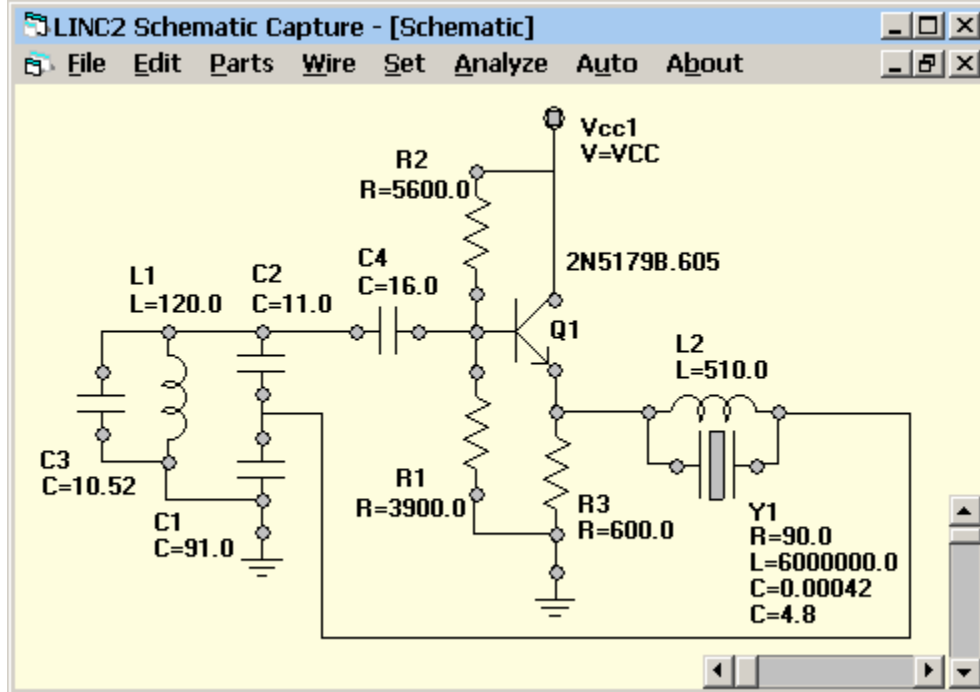 LINC2 Schematic Capture - [Schematic]
File Edit Parts Wire Set Analyze Auto About
Vcc1
V=VCC
R2
R=5600.0
2N5179B.605
C4
C=16.0
L1
L=120.0
C2
C=11.0
Q1
L2
L=510.0
C3
C=10.52
R1
R=3900.0
R3
R=600.0
C1
C=91.0
Y1
R=90.0
L=6000000.0
C=0.00042
C=4.8